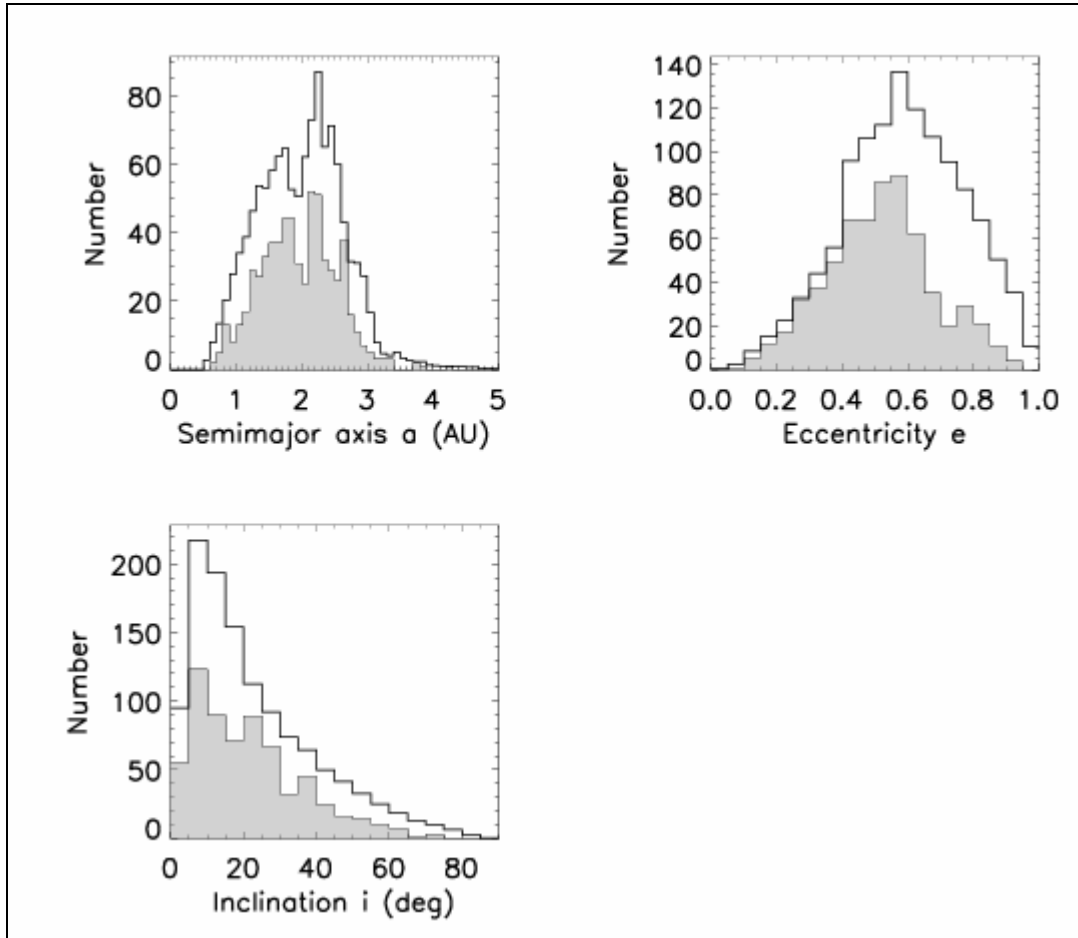 Number
80
60
40
20
0
0 1 2 3 4 5
Semimajor axis a (AU)
Number
140
120
100
80
60
40
20
0
0.0 0.2 0.4 0.6 0.8 1.0
Eccentricity e
Number
200
150
100
50
0
0 20 40 60 80
Inclination i (deg)